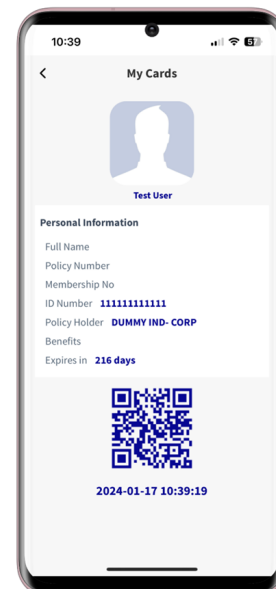 10:39
57
My Cards
Test User
Personal Information
Full Name
Policy Number
Membership No
ID Number 111111111111
Policy Holder DUMMY IND- CORP
Benefits
Expires in 216 days
2024-01-17 10:39:19